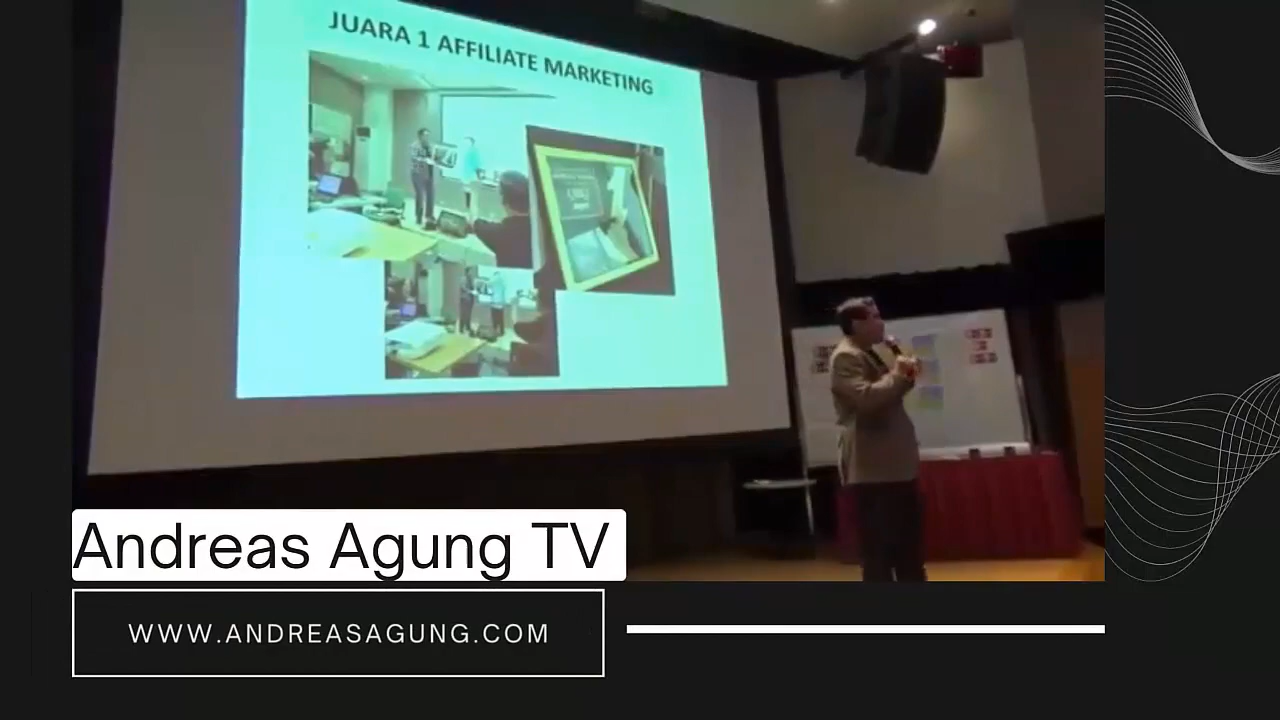 JUARA 1 AFFILIATE MARKETING
Andreas Agung TV
WWW.ANDREASAGUNG.COM